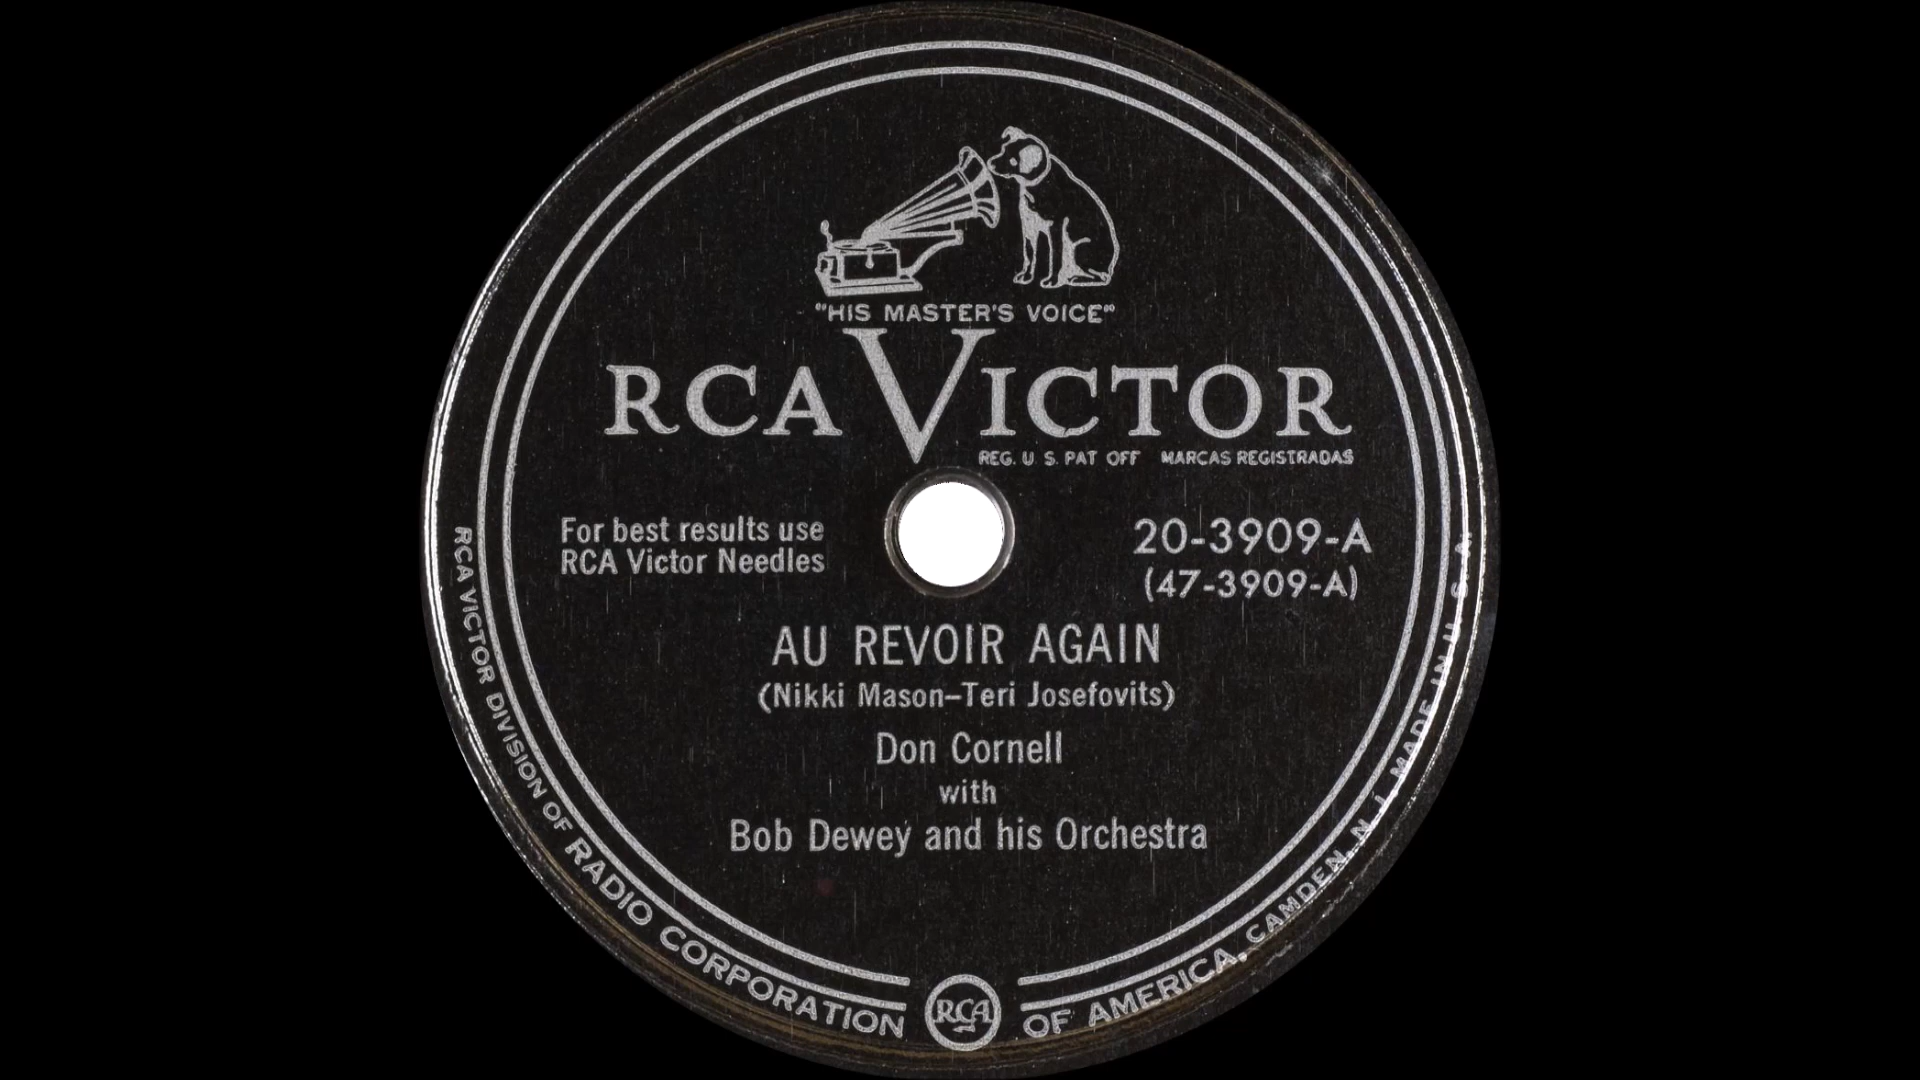 "HIS MASTER'S VOICE"
RCA VICTOR
REG. U S. PAT OFF MARCAS REGISTRADAS
For best results use
RCA Victor Needles
20-3909-A
(47-3909-A)
AU REVOIR AGAIN
(Nikki Mason–Teri Josefovits)
Don Cornell
with
Bob Dewey and his Orchestra
RCA VICTOR DIVISION OF RADIO CORPORATION OF AMERICA, CAMDEN, N. J. MADE IN U. S. A.
RCA